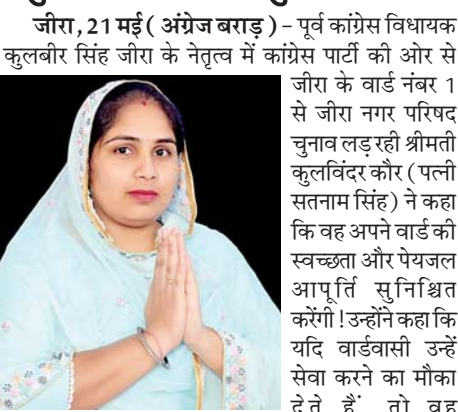 जीरा, 21 मई ( अंग्रेज बराड़ ) – पूर्व कांग्रेस विधायक
कुलबीर सिंह जीरा के नेतृत्व में कांग्रेस पार्टी की ओर से
जीरा के वार्ड नंबर 1
से जीरा नगर परिषद
चुनाव लड़ रही श्रीमती
कुलविंदर कौर ( पत्नी
सतनाम सिंह ) ने कहा
कि वह अपने वार्ड की
स्वच्छता और पेयजल
आपूर्ति सुनिश्चित
करेंगी ! उन्होंने कहा कि
यदि वार्डवासी उन्हें
सेवा करने का मौका
देते हैं, तो वह